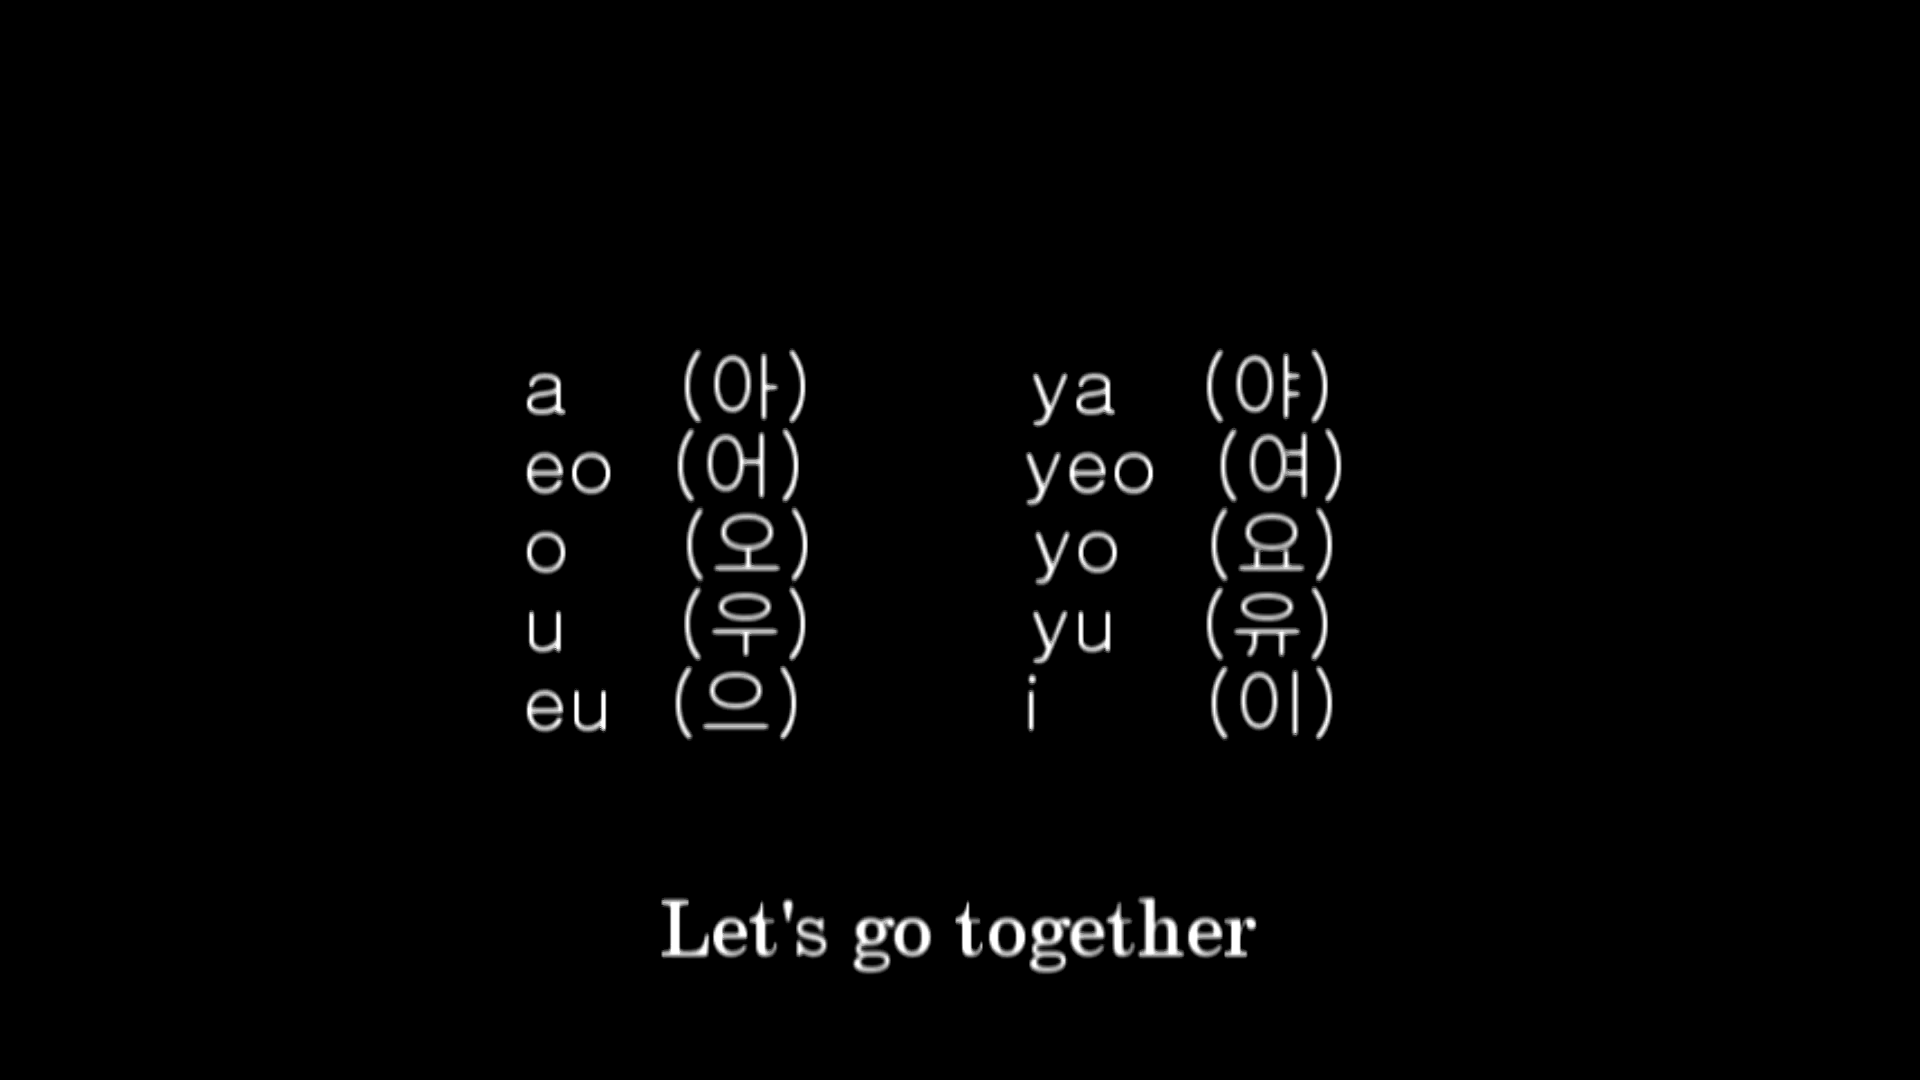 a (아) ya (야)
eo (어) yeo (여)
o (오) yo (요)
u (우) yu (유)
eu (으) i (이)
Let's go together